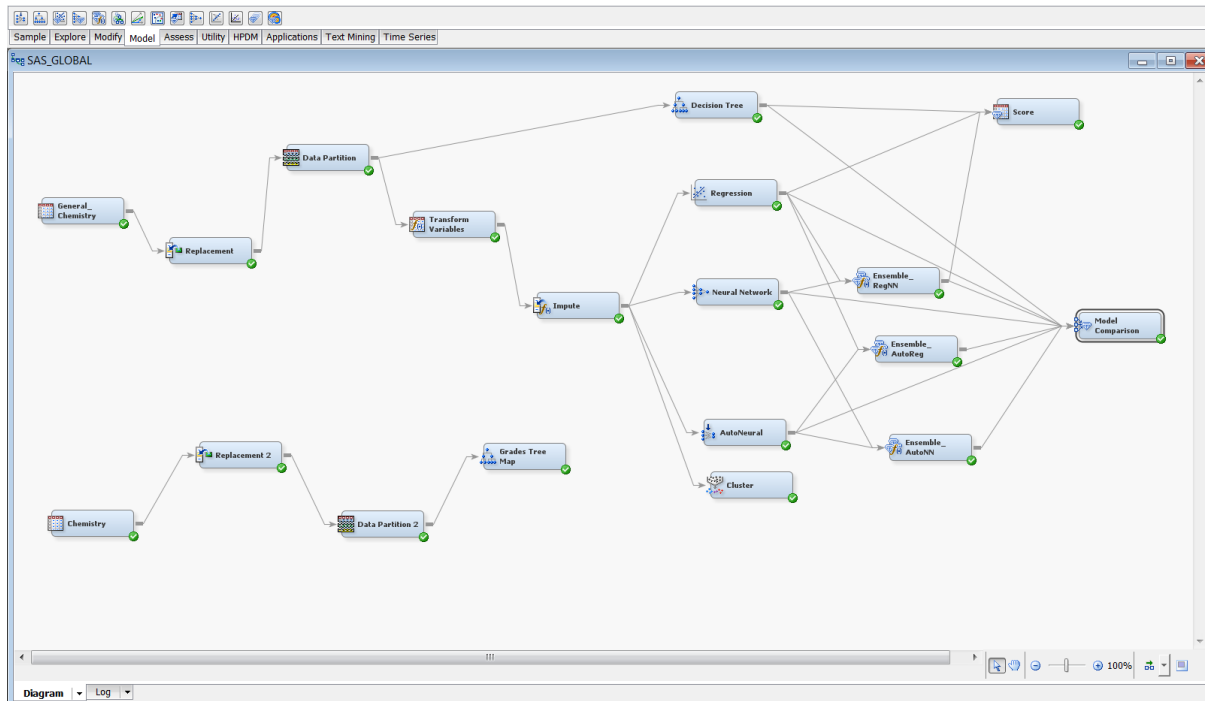 Sample Explore Modify Model Assess Utility HPDM Applications Text Mining Time Series
SAS_GLOBAL
Decision Tree
Score
Data Partition
Regression
General_
Chemistry
Transform
Variables
Replacement
Ensemble_
RegNN
Neural Network
Impute
Model
Comparison
Ensemble_
AutoReg
AutoNeural
Ensemble_
AutoNN
Replacement 2
Grades Tree
Map
Cluster
Chemistry
Data Partition 2
100%
Diagram Log